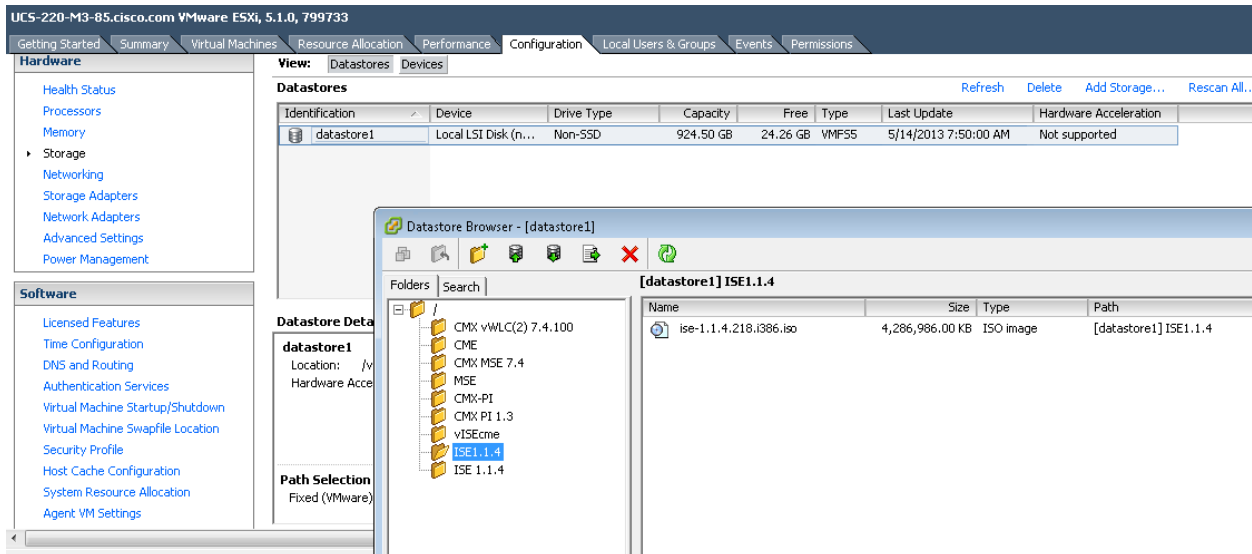 UCS-220-M3-85.cisco.com VMware ESXi, 5.1.0, 799733
Getting Started Summary Virtual Machines Resource Allocation Performance Configuration Local Users & Groups Events Permissions
Hardware
Health Status
Processors
Memory
Storage
Networking
Storage Adapters
Network Adapters
Advanced Settings
Power Management
Software
Licensed Features
Time Configuration
DNS and Routing
Authentication Services
Virtual Machine Startup/Shutdown
Virtual Machine Swapfile Location
Security Profile
Host Cache Configuration
System Resource Allocation
Agent VM Settings
View: Datastores Devices
Datastores
Refresh Delete Add Storage... Rescan All..
Identification Device Drive Type Capacity Free Type Last Update Hardware Acceleration
datastore1 Local LSI Disk (n... Non-SSD 924.50 GB 24.26 GB VMFS5 5/14/2013 7:50:00 AM Not supported
Datastore Deta
datastore1
Location: /v
Hardware Acce
Path Selection
Fixed (VMware)
Datastore Browser - [datastore1]
Folders Search
/
CMX vWLC(2) 7.4.100
CME
CMX MSE 7.4
MSE
CMX-PI
CMX PI 1.3
vISEcme
ISE1.1.4
ISE 1.1.4
[datastore1] ISE1.1.4
Name Size Type Path
ise-1.1.4.218.i386.iso 4,286,986.00 KB ISO image [datastore1] ISE1.1.4